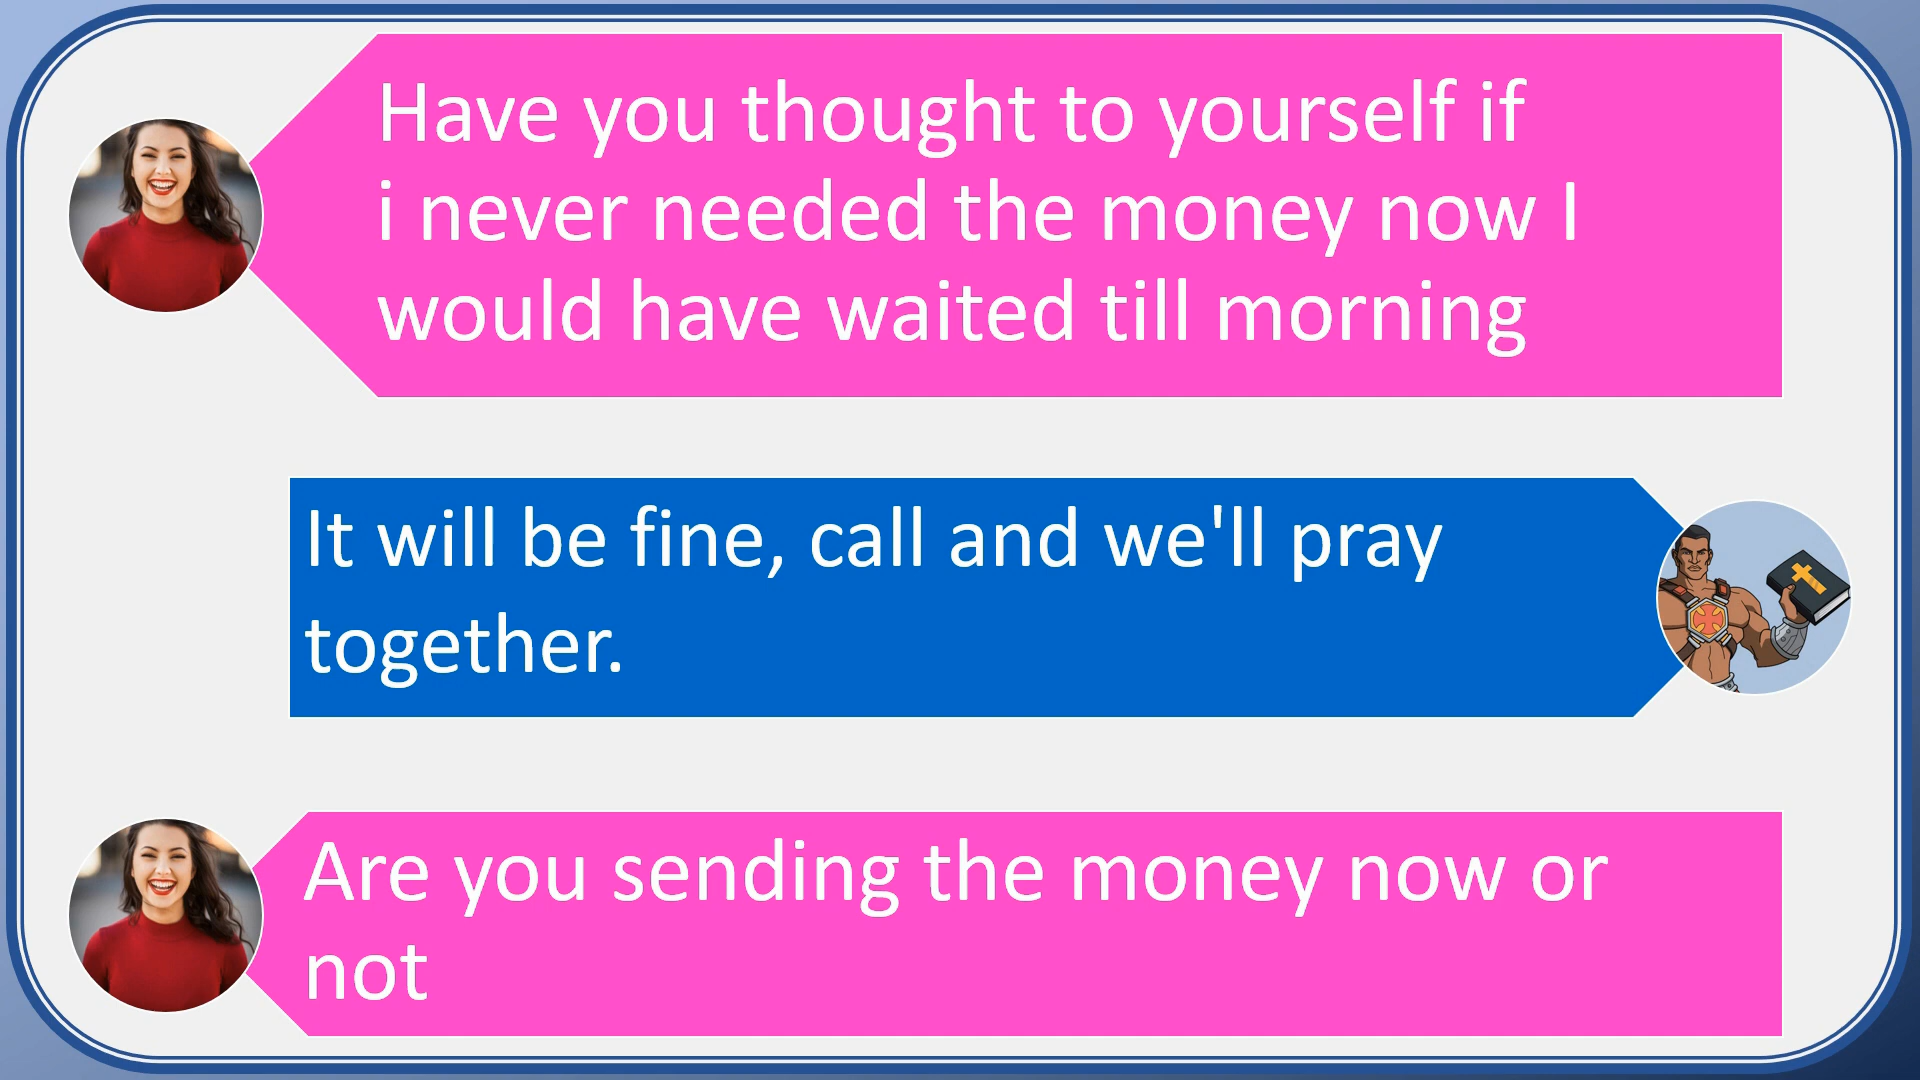 Have you thought to yourself if
i never needed the money now I
would have waited till morning
It will be fine, call and we'll pray
together.
Are you sending the money now or
not